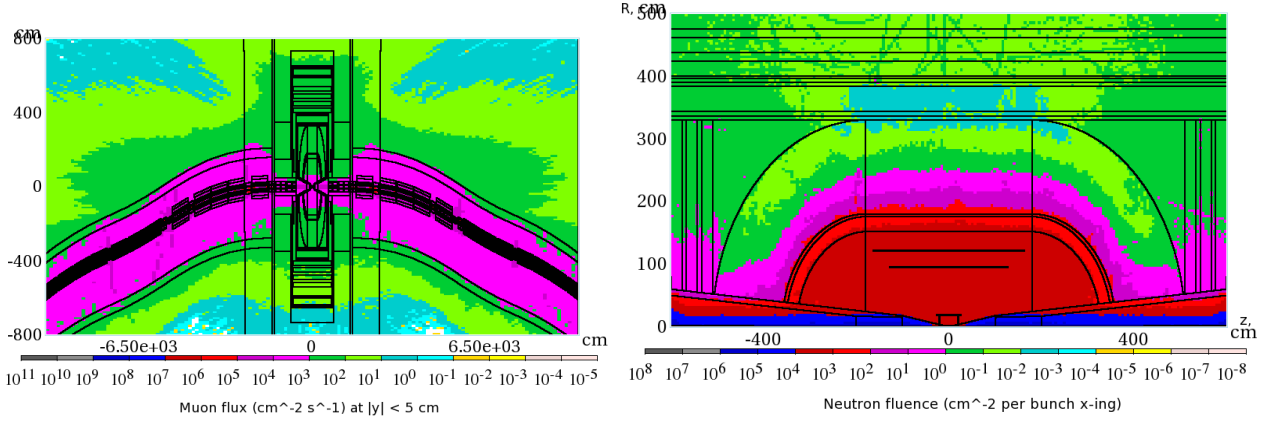 cm
800
400
0
-400
-800
-6.50e+03 0 6.50e+03 cm
10^11 10^10 10^9 10^8 10^7 10^6 10^5 10^4 10^3 10^2 10^1 10^0 10^-1 10^-2 10^-3 10^-4 10^-5
Muon flux (cm^-2 s^-1) at |y| < 5 cm
R, cm
500
400
300
200
100
0
-400 0 400 z, cm
10^8 10^7 10^6 10^5 10^4 10^3 10^2 10^1 10^0 10^-1 10^-2 10^-3 10^-4 10^-5 10^-6 10^-7 10^-8
Neutron fluence (cm^-2 per bunch x-ing)